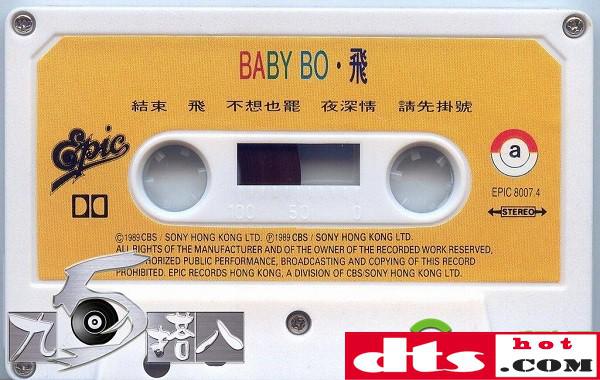 BABY BO·飛
結束 飛 不想也罷 夜深情 請先掛號
Epic
a
EPIC 8007.4
STEREO
100 50 0
©1989 CBS / SONY HONG KONG LTD. ℗1989 CBS / SONY HONG KONG LTD.
ALL RIGHTS OF THE MANUFACTURER AND OF THE OWNER OF THE RECORDED WORK RESERVED,
ORIZED PUBLIC PERFORMANCE, BROADCASTING AND COPYING OF THIS RECORD
PROHIBITED. EPIC RECORDS HONG KONG, A DIVISION OF CBS/SONY HONG KONG LTD.
九5搭人
dts
hot
.COM